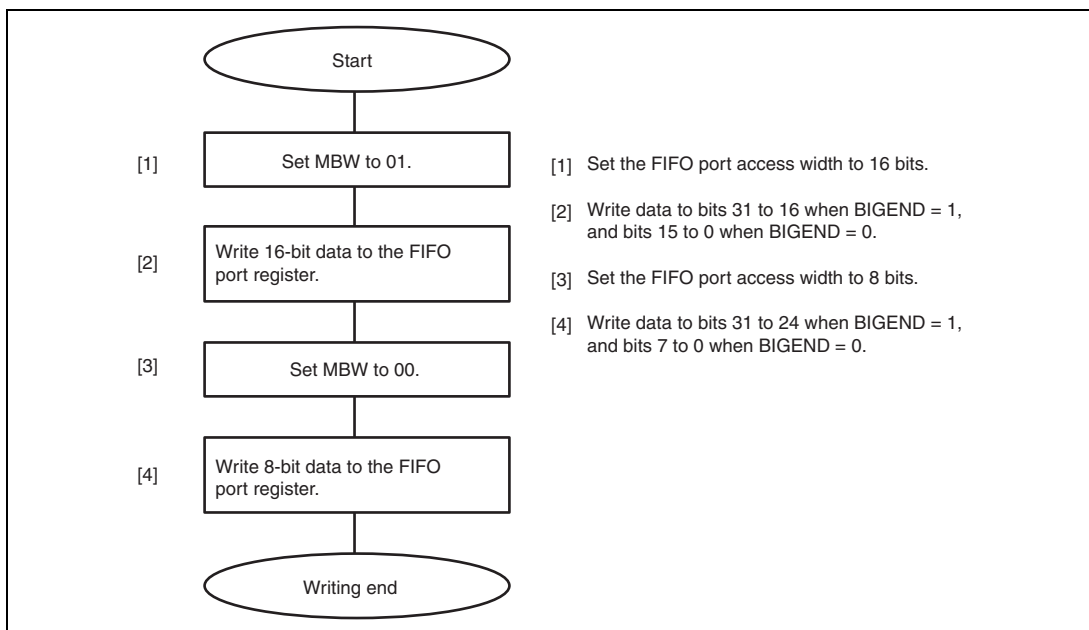 Start
[1]
Set MBW to 01.
[2]
Write 16-bit data to the FIFO
port register.
[3]
Set MBW to 00.
[4]
Write 8-bit data to the FIFO
port register.
Writing end
[1] Set the FIFO port access width to 16 bits.
[2] Write data to bits 31 to 16 when BIGEND = 1,
and bits 15 to 0 when BIGEND = 0.
[3] Set the FIFO port access width to 8 bits.
[4] Write data to bits 31 to 24 when BIGEND = 1,
and bits 7 to 0 when BIGEND = 0.